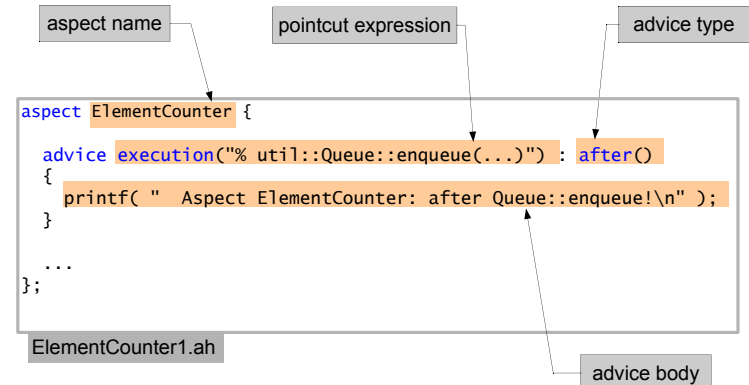 aspect name
pointcut expression
advice type
aspect ElementCounter {
advice execution("% util::Queue::enqueue(...)") : after()
{
printf( "  Aspect ElementCounter: after Queue::enqueue!\n" );
}
...
};
ElementCounter1.ah
advice body